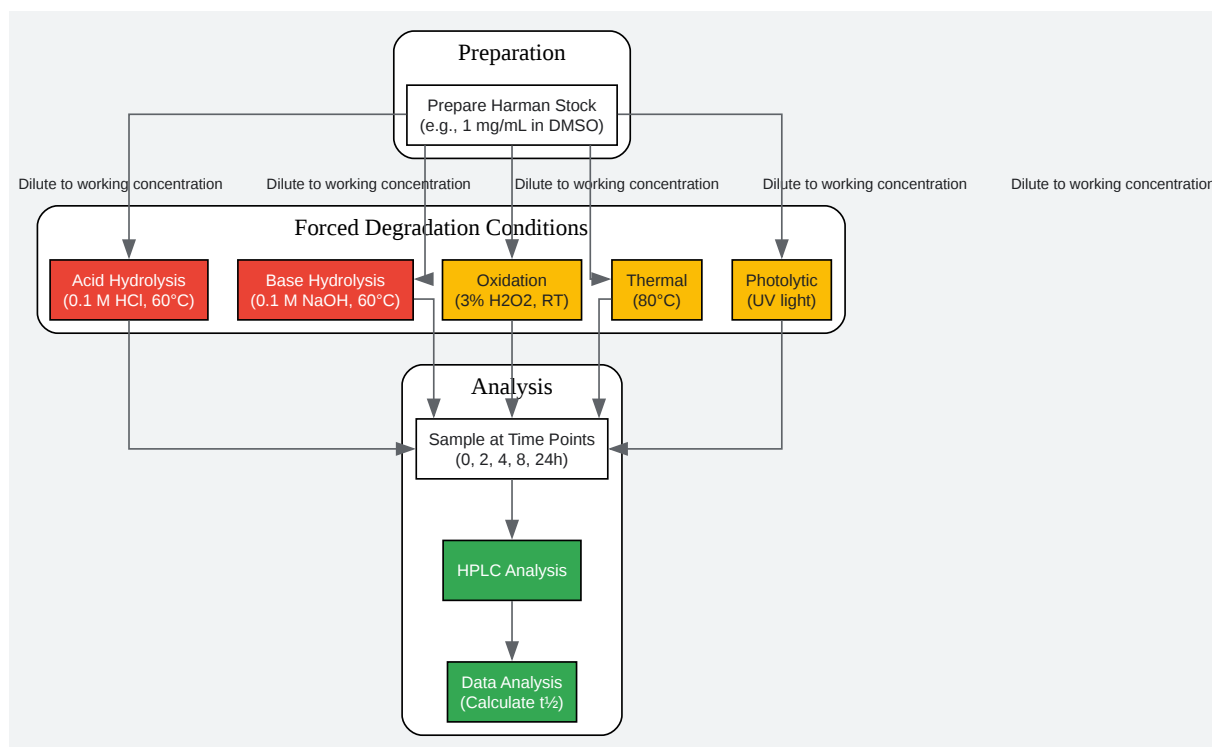 Preparation
Prepare Harman Stock
(e.g., 1 mg/mL in DMSO)
Dilute to working concentration
Dilute to working concentration
Dilute to working concentration
Dilute to working concentration
Dilute to working concentration
Forced Degradation Conditions
Acid Hydrolysis
(0.1 M HCl, 60°C)
Base Hydrolysis
(0.1 M NaOH, 60°C)
Oxidation
(3% H2O2, RT)
Thermal
(80°C)
Photolytic
(UV light)
Analysis
Sample at Time Points
(0, 2, 4, 8, 24h)
HPLC Analysis
Data Analysis
(Calculate t½)